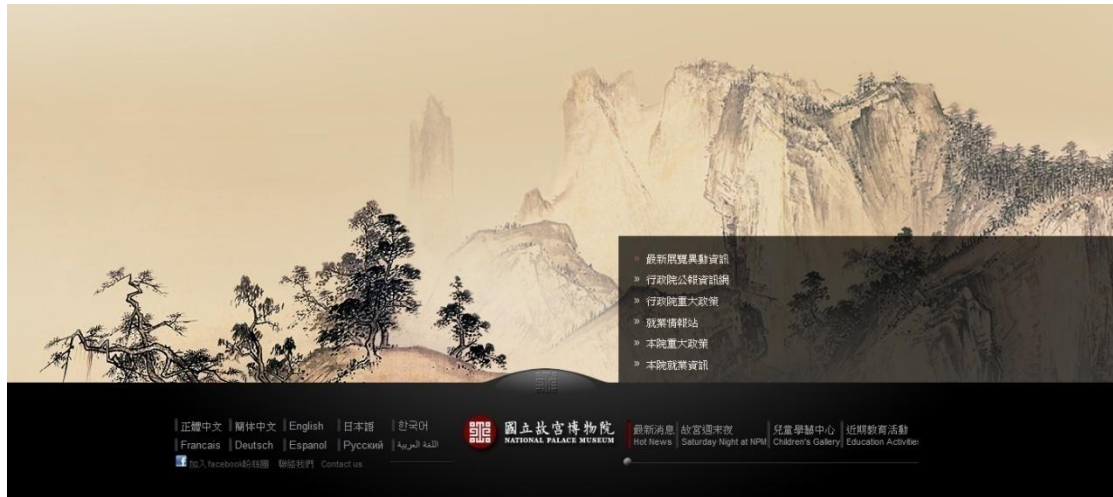 最新展覽異動資訊
行政院公報資訊網
行政院重大政策
就業情報站
本院重大政策
本院就業資訊
正體中文 簡体中文 English 日本語 한국어
Francais Deutsch Espanol Русский اللغة العربية
加入facebook粉絲團 聯絡我們 Contact us
國立故宮博物院
NATIONAL PALACE MUSEUM
最新消息 故宮週末夜 兒童學藝中心 近期教育活動
Hot News Saturday Night at NPM Children's Gallery Education Activities